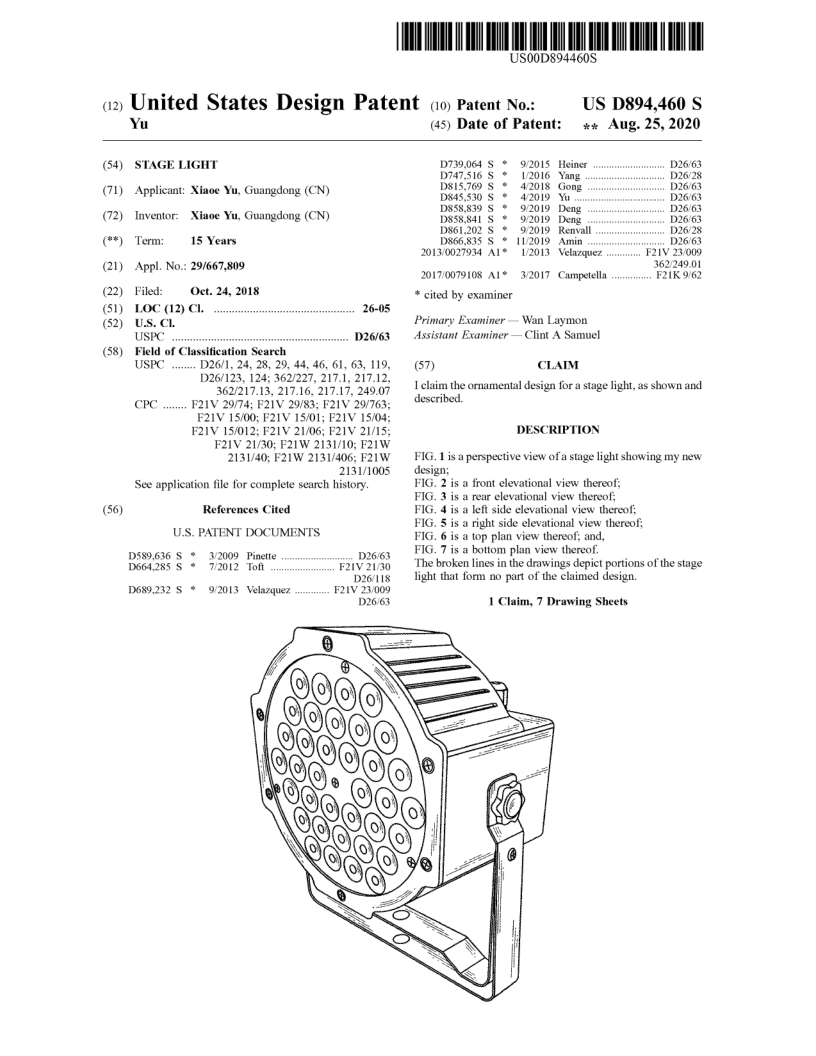 US00D894460S
(12) United States Design Patent
Yu
(10) Patent No.: US D894,460 S
(45) Date of Patent: ** Aug. 25, 2020
(54) STAGE LIGHT
(71) Applicant: Xiaoe Yu, Guangdong (CN)
(72) Inventor: Xiaoe Yu, Guangdong (CN)
(**) Term: 15 Years
(21) Appl. No.: 29/667,809
(22) Filed: Oct. 24, 2018
(51) LOC (12) Cl. ................................................ 26-05
(52) U.S. Cl.
USPC ............................................................ D26/63
(58) Field of Classification Search
USPC ........ D26/1, 24, 28, 29, 44, 46, 61, 63, 119,
D26/123, 124; 362/227, 217.1, 217.12,
362/217.13, 217.16, 217.17, 249.07
CPC ........ F21V 29/74; F21V 29/83; F21V 29/763;
F21V 15/00; F21V 15/01; F21V 15/04;
F21V 15/012; F21V 21/06; F21V 21/15;
F21V 21/30; F21W 2131/10; F21W
2131/40; F21W 2131/406; F21W
2131/1005
See application file for complete search history.
(56) References Cited
U.S. PATENT DOCUMENTS
D589,636 S * 3/2009 Pinette ........................... D26/63
D664,285 S * 7/2012 Toft ........................ F21V 21/30
D26/118
D689,232 S * 9/2013 Velazquez ............. F21V 23/009
D26/63
D739,064 S * 9/2015 Heiner ........................... D26/63
D747,516 S * 1/2016 Yang .............................. D26/28
D815,769 S * 4/2018 Gong ............................. D26/63
D845,530 S * 4/2019 Yu .................................. D26/63
D858,839 S * 9/2019 Deng ............................. D26/63
D858,841 S * 9/2019 Deng ............................. D26/63
D861,202 S * 9/2019 Renvall .......................... D26/28
D866,835 S * 11/2019 Amin ............................. D26/63
2013/0027934 A1* 1/2013 Velazquez ............. F21V 23/009
362/249.01
2017/0079108 A1* 3/2017 Campetella ............... F21K 9/62
* cited by examiner
Primary Examiner — Wan Laymon
Assistant Examiner — Clint A Samuel
(57) CLAIM
I claim the ornamental design for a stage light, as shown and
described.
DESCRIPTION
FIG. 1 is a perspective view of a stage light showing my new
design;
FIG. 2 is a front elevational view thereof;
FIG. 3 is a rear elevational view thereof;
FIG. 4 is a left side elevational view thereof;
FIG. 5 is a right side elevational view thereof;
FIG. 6 is a top plan view thereof; and,
FIG. 7 is a bottom plan view thereof.
The broken lines in the drawings depict portions of the stage
light that form no part of the claimed design.
1 Claim, 7 Drawing Sheets